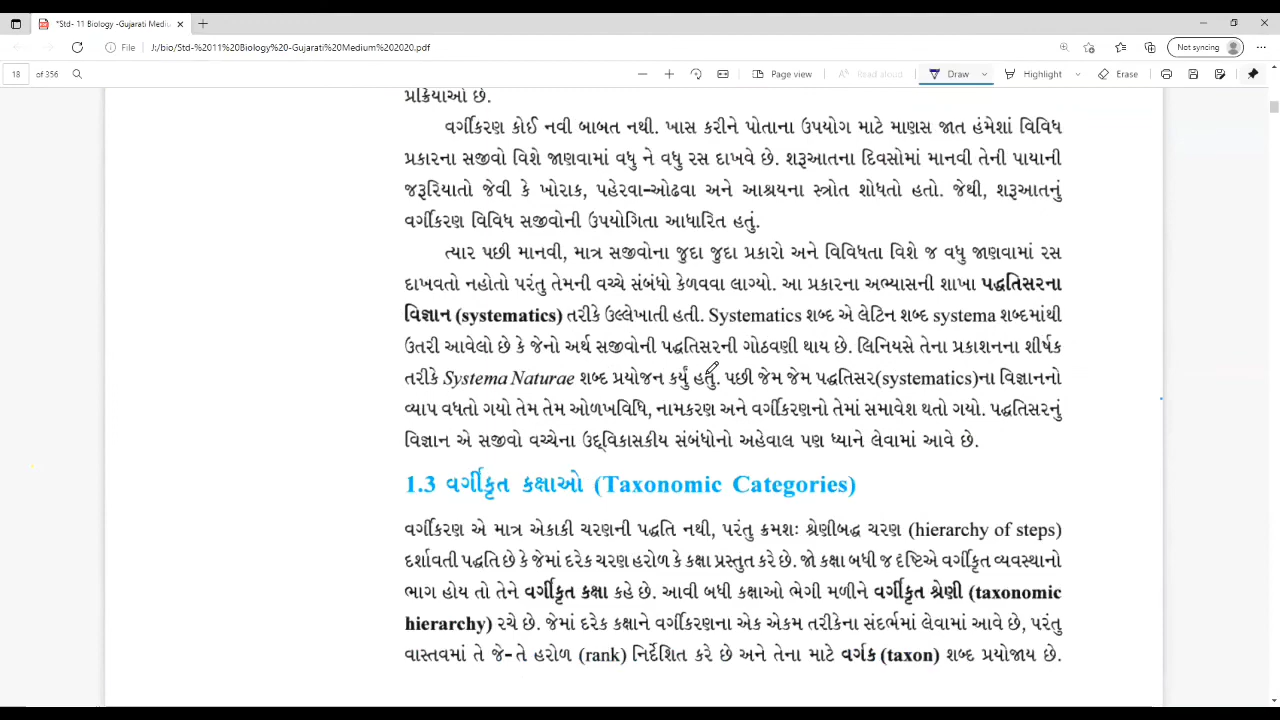 *Std- 11 Biology -Gujarati Mediu
File J:/bio/Std-%2011%20Biology%20-Gujarati%20Medium%202020.pdf Not syncing
18 of 356 Page view Read aloud Draw Highlight Erase
પ્રક્રિયાઓ છે.
વર્ગીકરણ કોઈ નવી બાબત નથી. ખાસ કરીને પોતાના ઉપયોગ માટે માણસ જાત હંમેશાં વિવિધ
પ્રકારના સજીવો વિશે જાણવામાં વધુ ને વધુ રસ દાખવે છે. શરૂઆતના દિવસોમાં માનવી તેની પાયાની
જરૂરિયાતો જેવી કે ખોરાક, પહેરવા-ઓઢવા અને આશ્રયના સ્ત્રોત શોધતો હતો. જેથી, શરૂઆતનું
વર્ગીકરણ વિવિધ સજીવોની ઉપયોગિતા આધારિત હતું.
ત્યાર પછી માનવી, માત્ર સજીવોના જુદા જુદા પ્રકારો અને વિવિધતા વિશે જ વધુ જાણવામાં રસ
દાખવતો નહોતો પરંતુ તેમની વચ્ચે સંબંધો કેળવવા લાગ્યો. આ પ્રકારના અભ્યાસની શાખા પદ્ધતિસરના
વિજ્ઞાન (systematics) તરીકે ઉલ્લેખાતી હતી. Systematics શબ્દ એ લેટિન શબ્દ systema શબ્દમાંથી
ઉતરી આવેલો છે કે જેનો અર્થ સજીવોની પદ્ધતિસરની ગોઠવણી થાય છે. લિનિયસે તેના પ્રકાશનના શીર્ષક
તરીકે Systema Naturae શબ્દ પ્રયોજન કર્યું હતું. પછી જેમ જેમ પદ્ધતિસર(systematics)ના વિજ્ઞાનનો
વ્યાપ વધતો ગયો તેમ તેમ ઓળખવિધિ, નામકરણ અને વર્ગીકરણનો તેમાં સમાવેશ થતો ગયો. પદ્ધતિસરનું
વિજ્ઞાન એ સજીવો વચ્ચેના ઉદ્‌વિકાસકીય સંબંધોનો અહેવાલ પણ ધ્યાને લેવામાં આવે છે.
1.3 વર્ગીકૃત કક્ષાઓ (Taxonomic Categories)
વર્ગીકરણ એ માત્ર એકાકી ચરણની પદ્ધતિ નથી, પરંતુ ક્રમશઃ શ્રેણીબદ્ધ ચરણ (hierarchy of steps)
દર્શાવતી પદ્ધતિ છે કે જેમાં દરેક ચરણ હરોળ કે કક્ષા પ્રસ્તુત કરે છે. જો કક્ષા બધી જ દૃષ્ટિએ વર્ગીકૃત વ્યવસ્થાનો
ભાગ હોય તો તેને વર્ગીકૃત કક્ષા કહે છે. આવી બધી કક્ષાઓ ભેગી મળીને વર્ગીકૃત શ્રેણી (taxonomic
hierarchy) રચે છે. જેમાં દરેક કક્ષાને વર્ગીકરણના એક એકમ તરીકેના સંદર્ભમાં લેવામાં આવે છે, પરંતુ
વાસ્તવમાં તે જે-તે હરોળ (rank) નિર્દેશિત કરે છે અને તેના માટે વર્ગક (taxon) શબ્દ પ્રયોજાય છે.